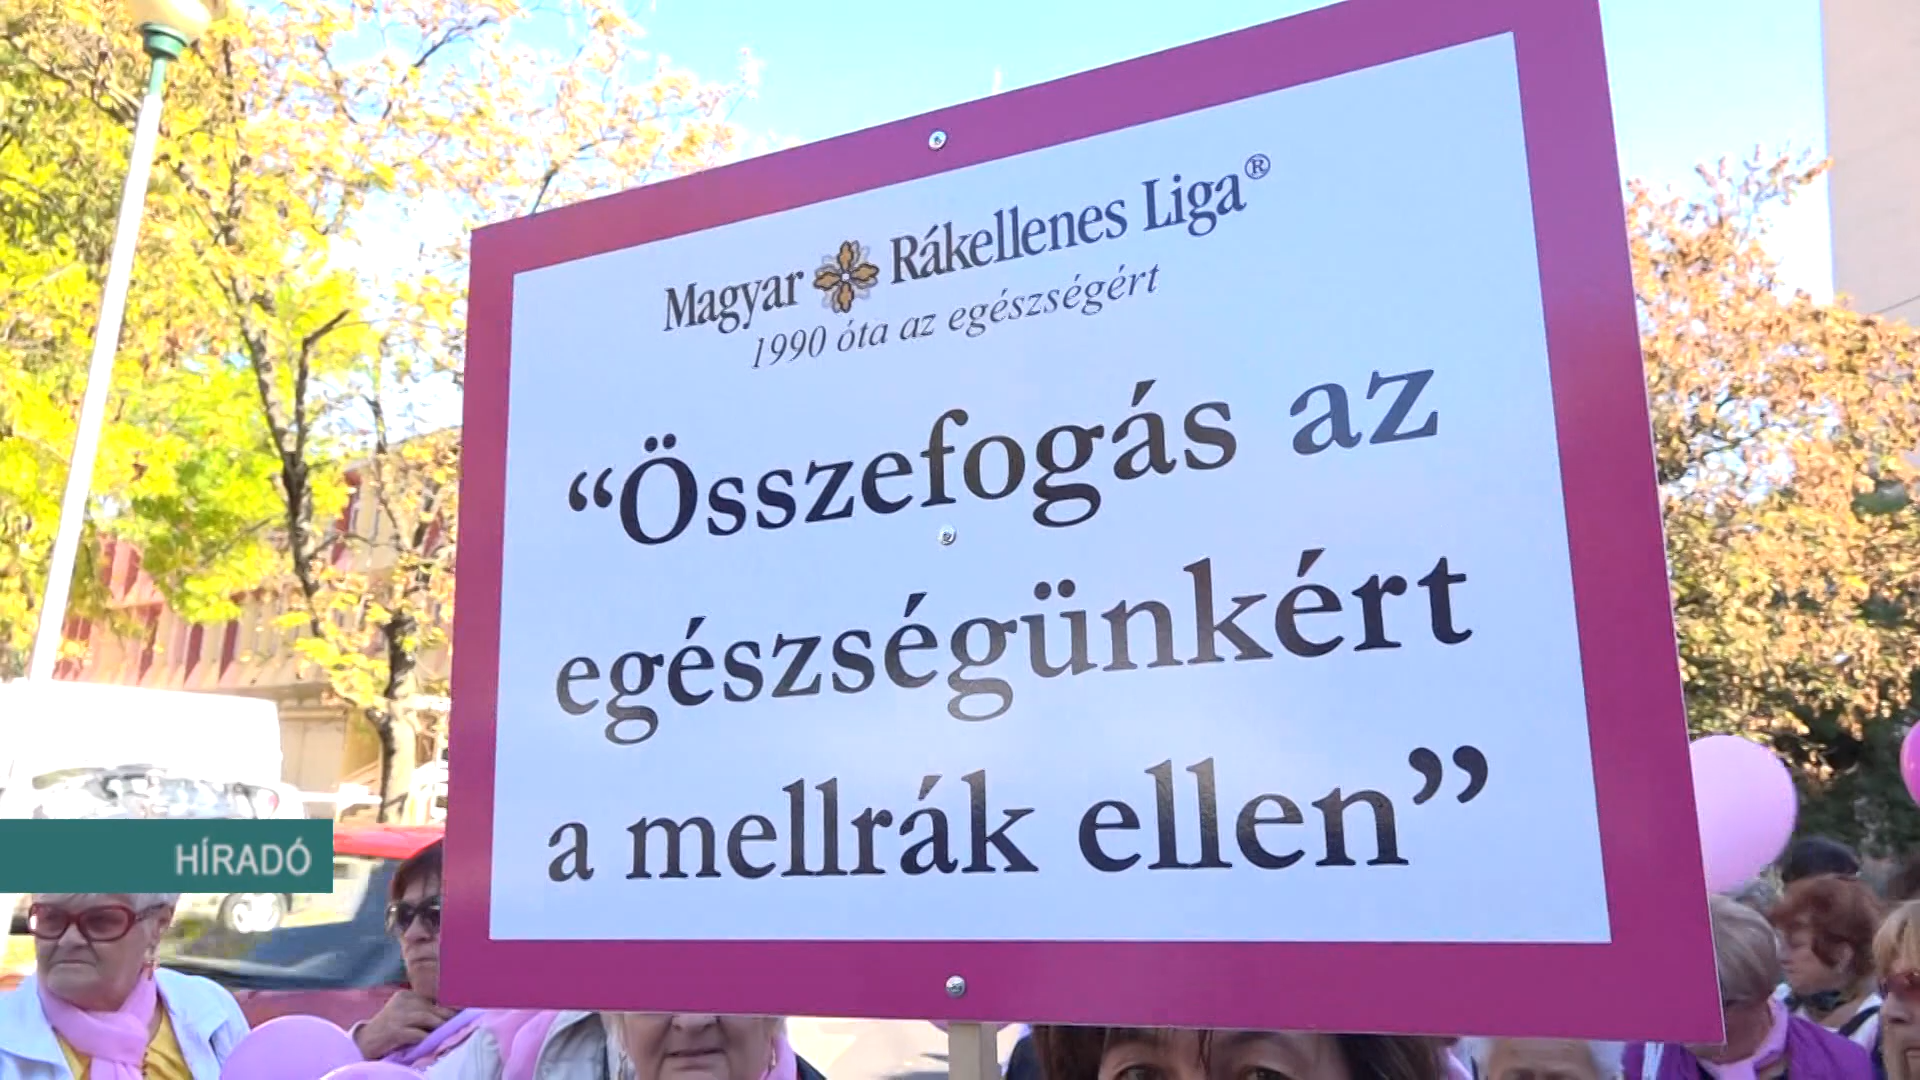 Magyar Rákellenes Liga®
1990 óta az egészségért
“Összefogás az
egészségünkért
a mellrák ellen”
HÍRADÓ